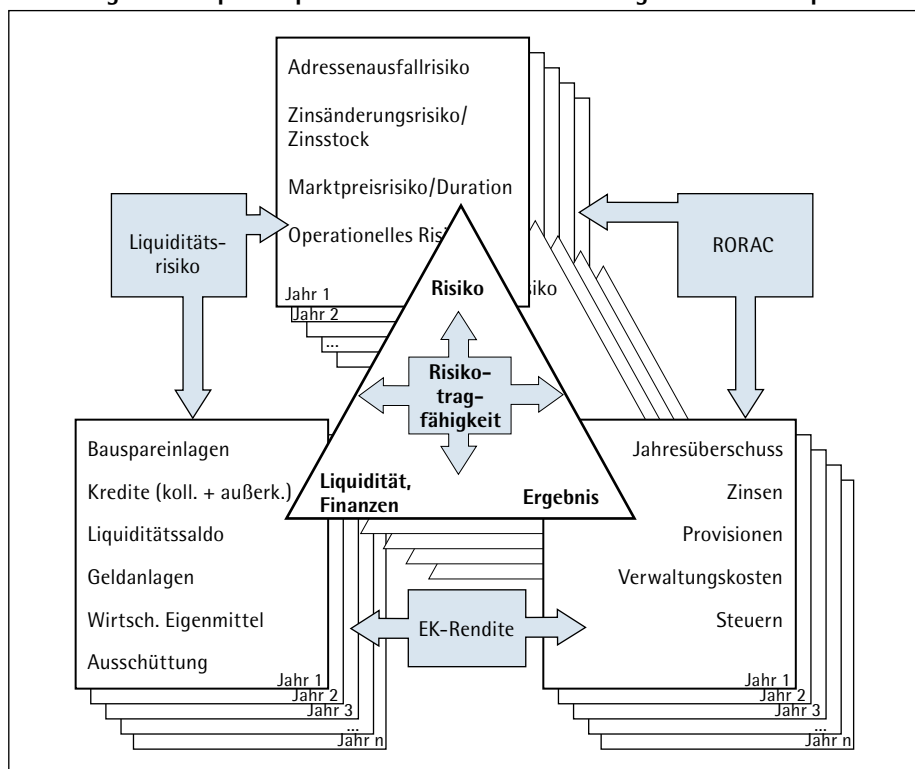 Adressenausfallrisiko
Zinsänderungsrisiko/
Zinsstock
Marktpreisrisiko/Duration
Operationelles
Jahr 1
Jahr 2
...
Liquiditäts-
risiko
RORAC
Risiko
Risiko-
trag-
fähigkeit
Liquidität,
Finanzen
Ergebnis
Bauspareinlagen
Kredite (koll. + außerk.)
Liquiditätssaldo
Geldanlagen
Wirtsch. Eigenmittel
Ausschüttung
Jahr 1
Jahr 2
Jahr 3
...
Jahr n
EK-Rendite
Jahresüberschuss
Zinsen
Provisionen
Verwaltungskosten
Steuern
Jahr 1
Jahr 2
Jahr 3
...
Jahr n